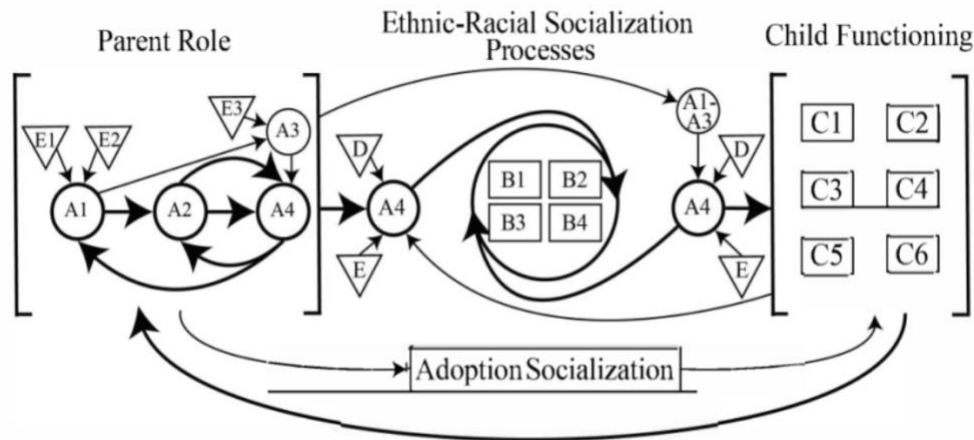 Parent Role
Ethnic-Racial Socialization
Processes
Child Functioning
E1
E2
E3
A3
A1
A2
A4
D
A4
E
B1
B2
B3
B4
A1-
A3
D
A4
E
C1
C2
C3
C4
C5
C6
Adoption Socialization